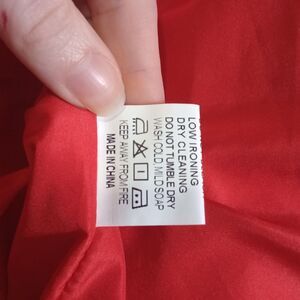 LOW IRONING
DRY CLEANING
DO NOT TUMBLE DRY
WASH COLD, MILD SOAP
KEEP AWAY FROM FIRE
MADE IN CHINA